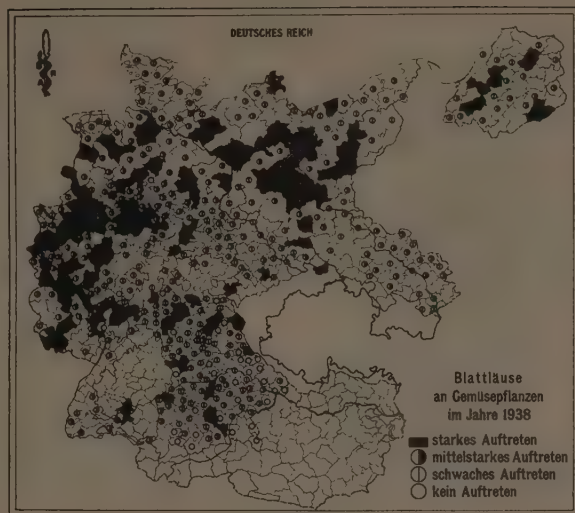 DEUTSCHES REICH
Blattläuse
an Gemüsepflanzen
im Jahre 1938
starkes Auftreten
mittelstarkes Auftreten
schwaches Auftreten
kein Auftreten